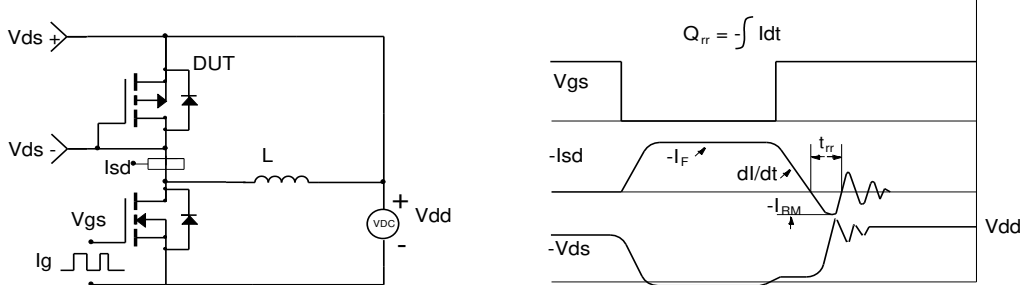 Vds +
DUT
Vds -
Isd
L
Vgs
Ig
VDC
+
-
Vdd
Qrr = -∫ Idt
Vgs
-Isd
-IF
dI/dt
trr
-IRM
Vdd
-Vds